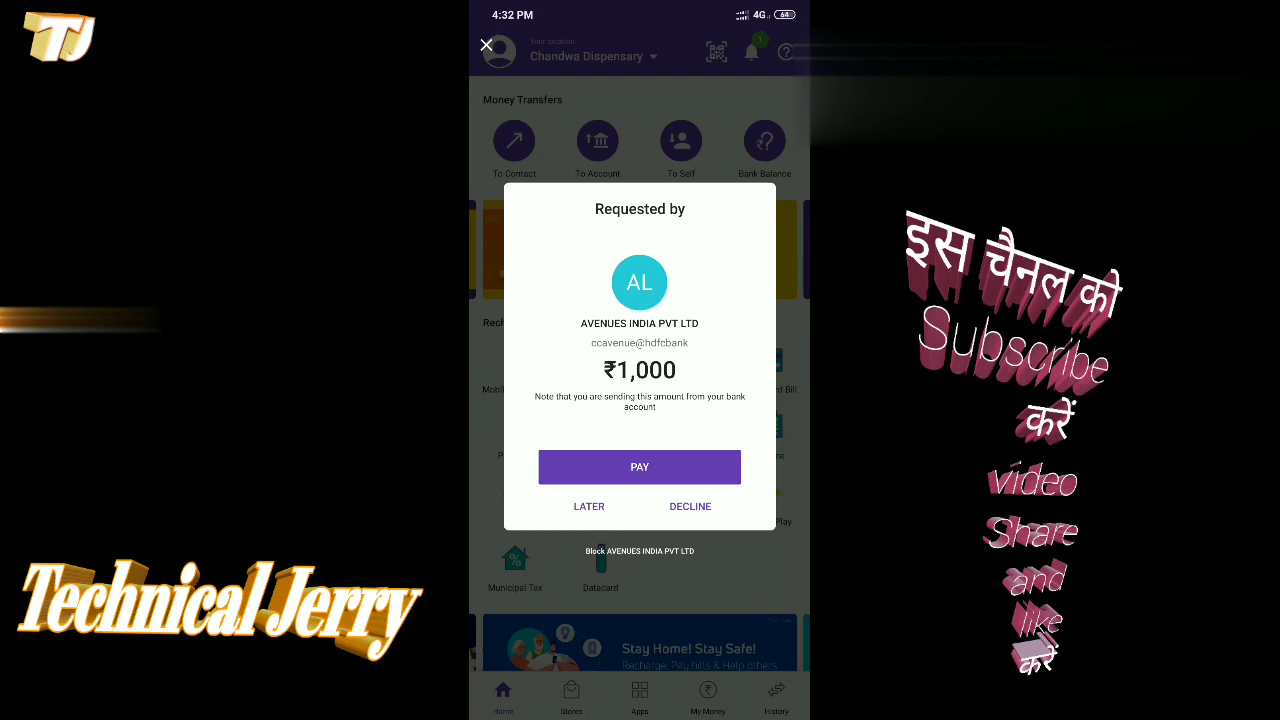 TJ
4:32 PM
4G
64
Your location
Chandwa Dispensary
1
Money Transfers
To Contact
To Account
To Self
Bank Balance
Requested by
AL
AVENUES INDIA PVT LTD
ccavenue@hdfcbank
₹1,000
Note that you are sending this amount from your bank
account
PAY
LATER
DECLINE
Block AVENUES INDIA PVT LTD
Municipal Tax
Datacard
Stay Home! Stay Safe!
Recharge, Pay bills & Help others
Home
Stores
Apps
My Money
History
Technical Jerry
इस चैनल को
Subscribe
करें
video
Share
and
like
करें